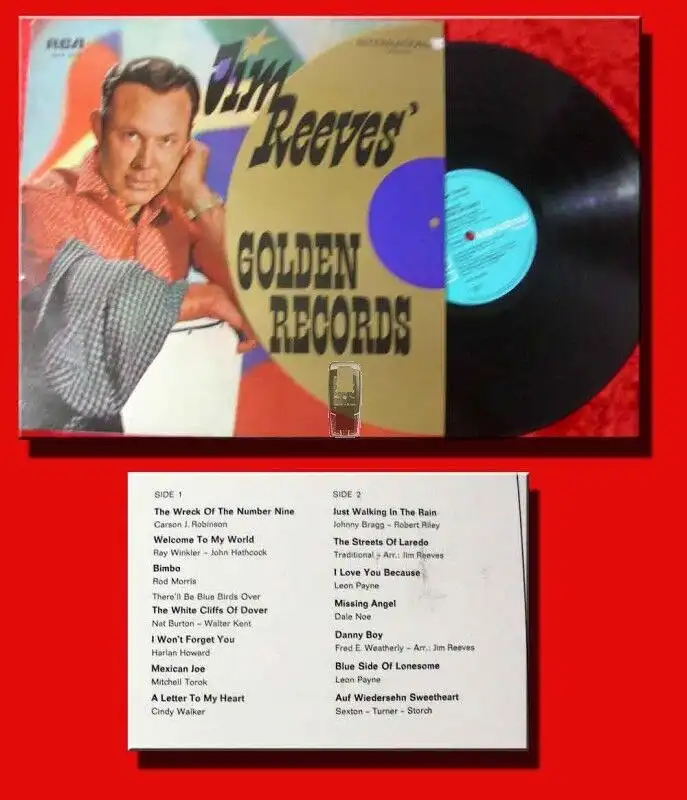 RCA
INTERNATIONAL
Jim
Reeves'
GOLDEN
RECORDS
International
SIDE 1
The Wreck Of The Number Nine
Carson J. Robinson
Welcome To My World
Ray Winkler - John Hathcock
Bimbo
Rod Morris
There'll Be Blue Birds Over
The White Cliffs Of Dover
Nat Burton - Walter Kent
I Won't Forget You
Harlan Howard
Mexican Joe
Mitchell Torok
A Letter To My Heart
Cindy Walker
SIDE 2
Just Walking In The Rain
Johnny Bragg - Robert Riley
The Streets Of Laredo
Traditional - Arr.: Jim Reeves
I Love You Because
Leon Payne
Missing Angel
Dale Noe
Danny Boy
Fred E. Weatherly - Arr.: Jim Reeves
Blue Side Of Lonesome
Leon Payne
Auf Wiedersehn Sweetheart
Sexton - Turner - Storch